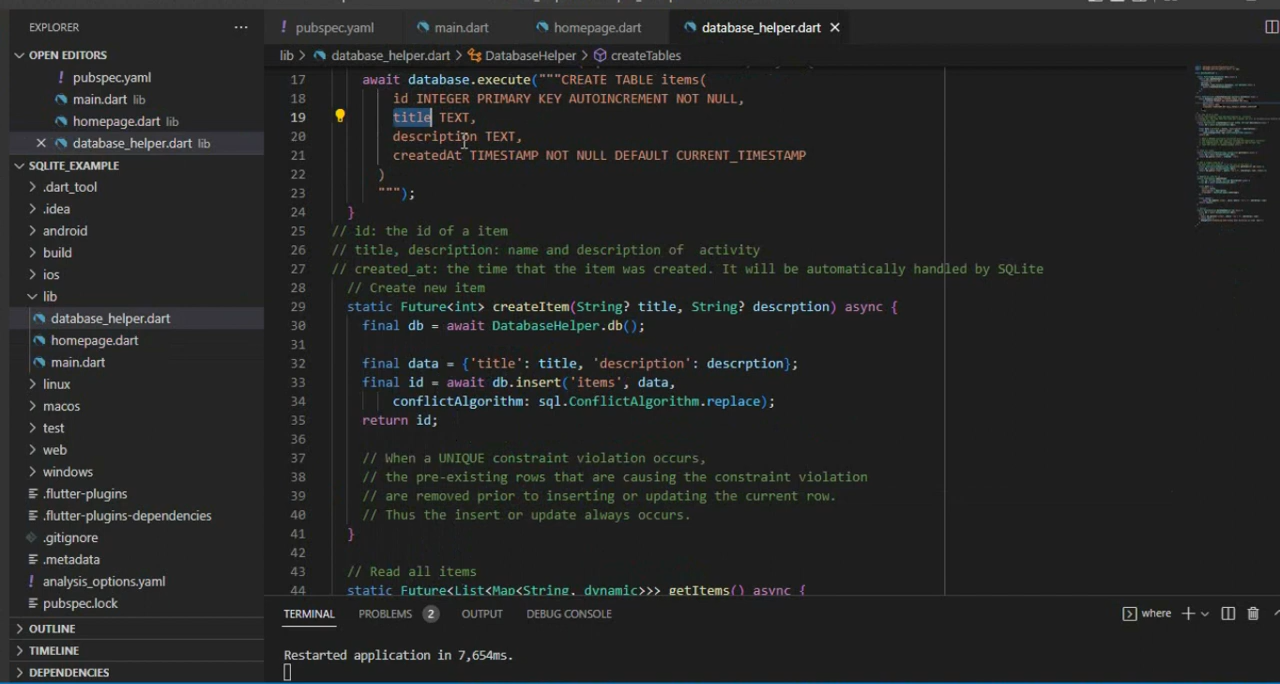 EXPLORER
OPEN EDITORS
pubspec.yaml
main.dart lib
homepage.dart lib
database_helper.dart lib
SQLITE_EXAMPLE
.dart_tool
.idea
android
build
ios
lib
database_helper.dart
homepage.dart
main.dart
linux
macos
test
web
windows
.flutter-plugins
.flutter-plugins-dependencies
.gitignore
.metadata
analysis_options.yaml
pubspec.lock
OUTLINE
TIMELINE
DEPENDENCIES
pubspec.yaml main.dart homepage.dart database_helper.dart
lib > database_helper.dart > DatabaseHelper > createTables
17 await database.execute("""CREATE TABLE items(
18 id INTEGER PRIMARY KEY AUTOINCREMENT NOT NULL,
19 title TEXT,
20 description TEXT,
21 createdAt TIMESTAMP NOT NULL DEFAULT CURRENT_TIMESTAMP
22 )
23 """);
24 }
25 // id: the id of a item
26 // title, description: name and description of  activity
27 // created_at: the time that the item was created. It will be automatically handled by SQLite
28 // Create new item
29 static Future<int> createItem(String? title, String? descrption) async {
30 final db = await DatabaseHelper.db();
31
32 final data = {'title': title, 'description': descrption};
33 final id = await db.insert('items', data,
34 conflictAlgorithm: sql.ConflictAlgorithm.replace);
35 return id;
36
37 // When a UNIQUE constraint violation occurs,
38 // the pre-existing rows that are causing the constraint violation
39 // are removed prior to inserting or updating the current row.
40 // Thus the insert or update always occurs.
41 }
42
43 // Read all items
44 static Future<List<Map<String, dynamic>>> getItems() async {
TERMINAL PROBLEMS 2 OUTPUT DEBUG CONSOLE where
Restarted application in 7,654ms.